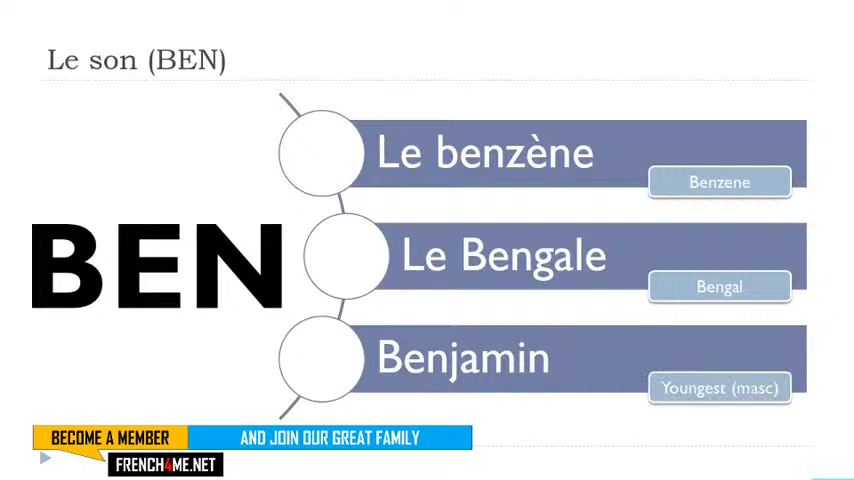 Le son (BEN)
BEN
Le benzène
Benzene
Le Bengale
Bengal
Benjamin
Youngest (masc)
BECOME A MEMBER
AND JOIN OUR GREAT FAMILY
FRENCH4ME.NET